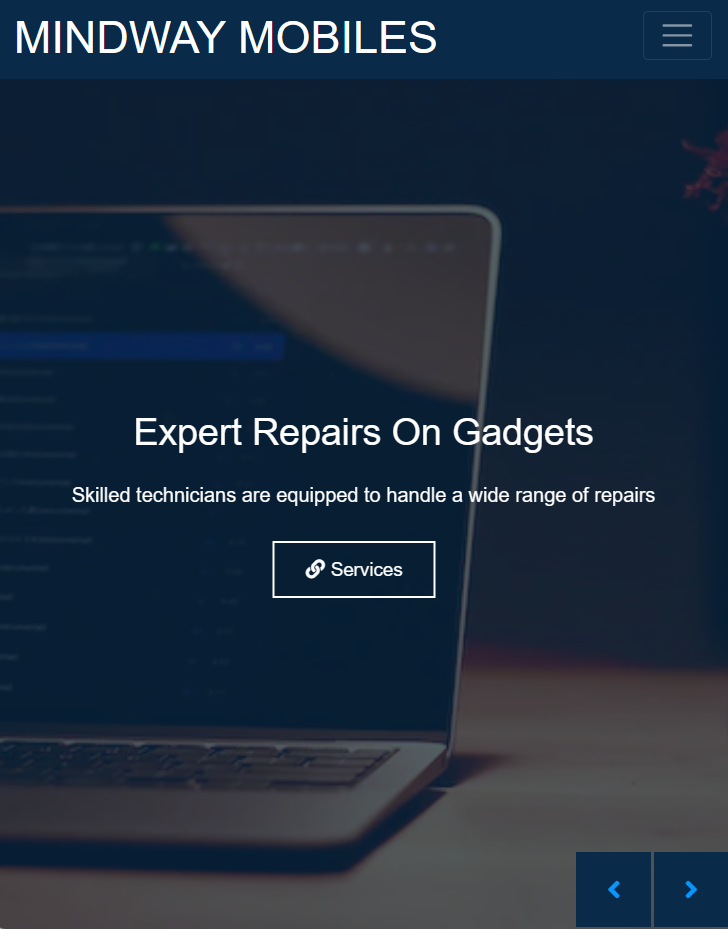 MINDWAY MOBILES
Expert Repairs On Gadgets
Skilled technicians are equipped to handle a wide range of repairs
Services